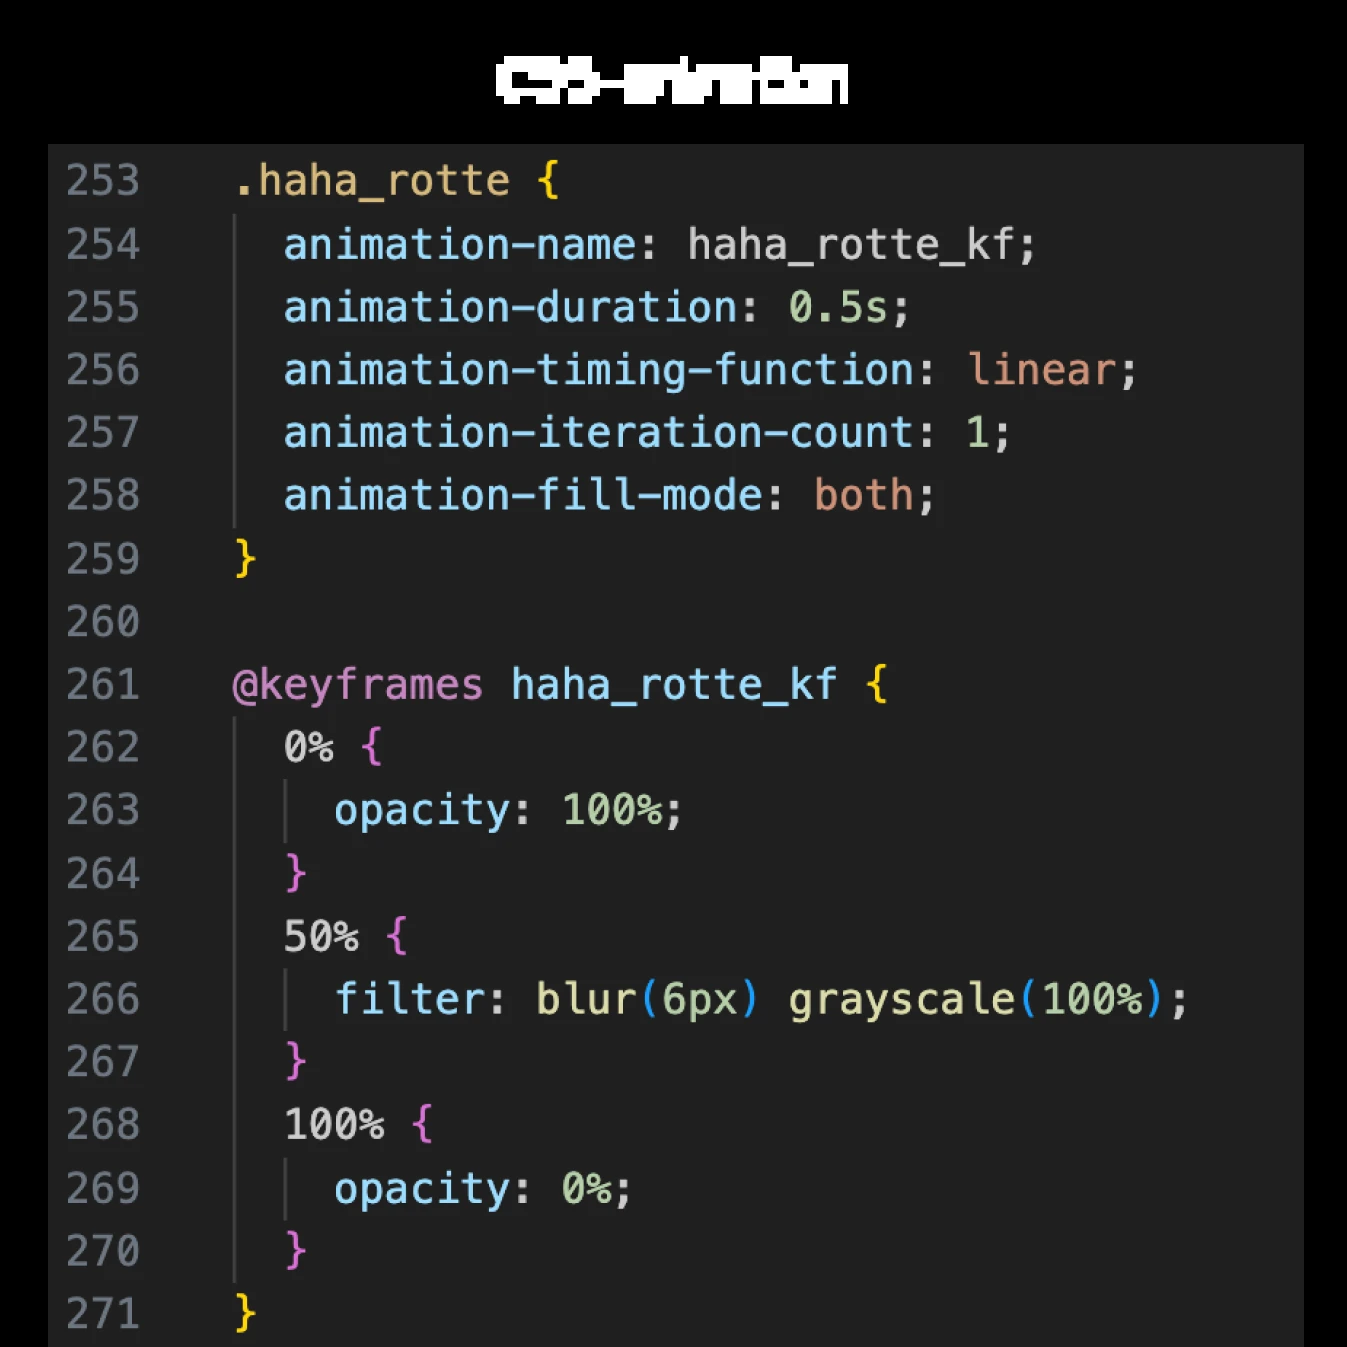 CSS-animation
253 .haha_rotte {
254 animation-name: haha_rotte_kf;
255 animation-duration: 0.5s;
256 animation-timing-function: linear;
257 animation-iteration-count: 1;
258 animation-fill-mode: both;
259 }
260
261 @keyframes haha_rotte_kf {
262 0% {
263 opacity: 100%;
264 }
265 50% {
266 filter: blur(6px) grayscale(100%);
267 }
268 100% {
269 opacity: 0%;
270 }
271 }